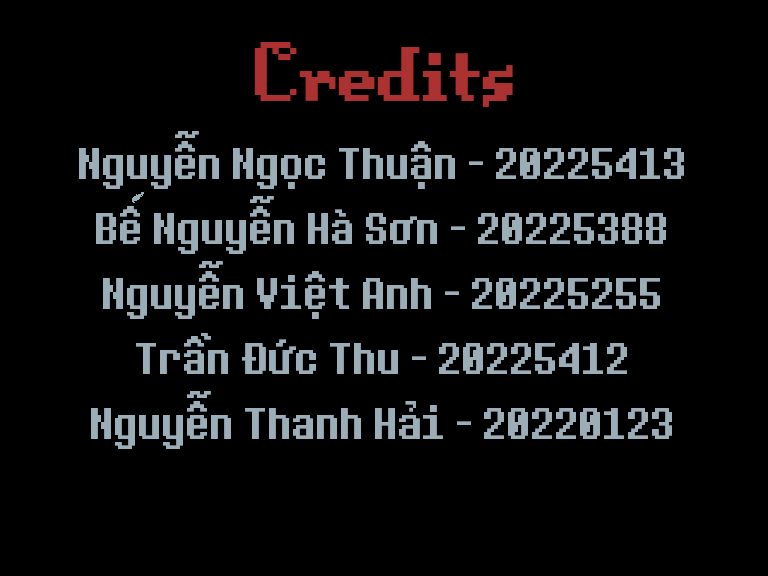 Credits
Nguyễn Ngọc Thuận - 20225413
Bế Nguyễn Hà Sơn - 20225388
Nguyễn Việt Anh - 20225255
Trần Đức Thu - 20225412
Nguyễn Thanh Hải - 20220123